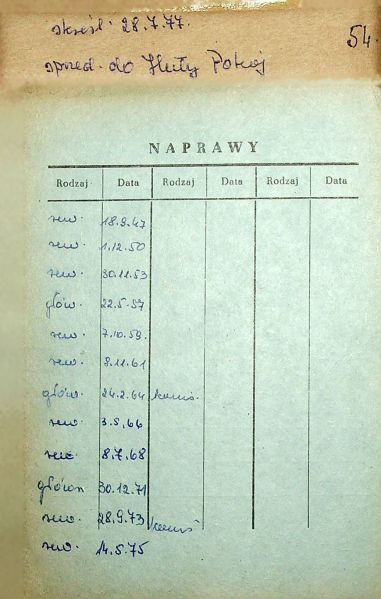 skreśl. 28.7.77.
54.
sprzed. do Huty Pokój
NAPRAWY
Rodzaj Data Rodzaj Data Rodzaj Data
rew. 18.9.47
rew. 1.12.50
rew. 30.11.53
głów. 22.5.57
rew. 7.10.59.
rew. 8.11.61
głów. 24.2.64
rew. 3.5.66
rew. 8.7.68
główn 30.12.71
rew. 28.9.73
rew. 14.5.75